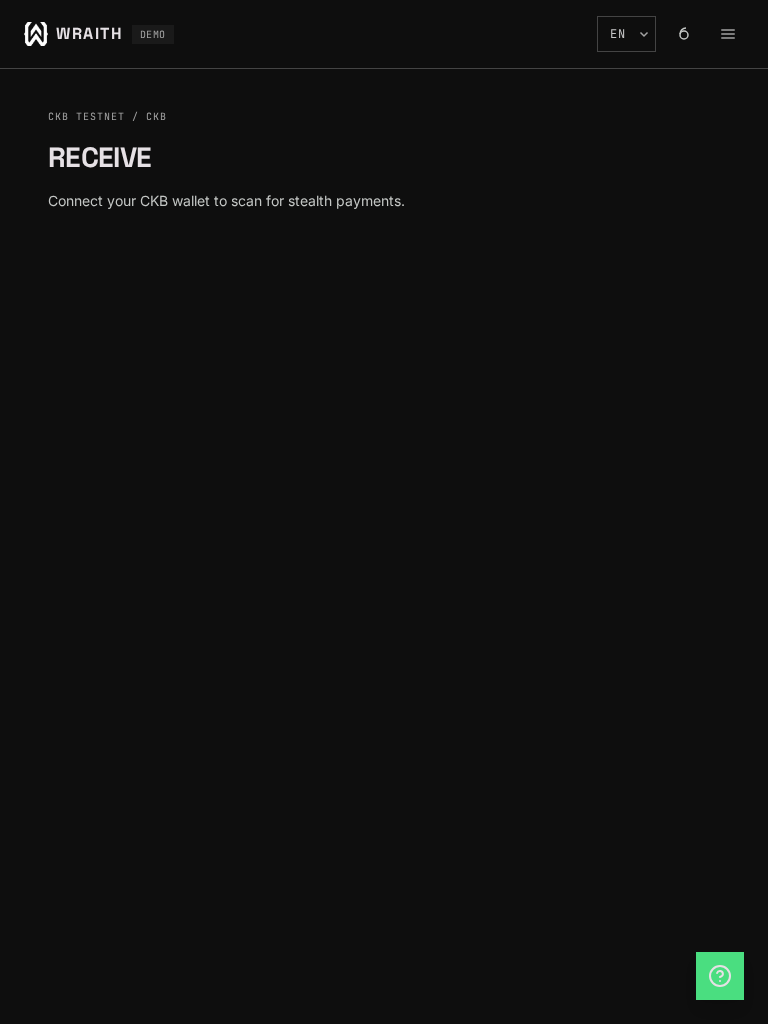 WRAITH DEMO EN
CKB TESTNET / CKB
RECEIVE
Connect your CKB wallet to scan for stealth payments.